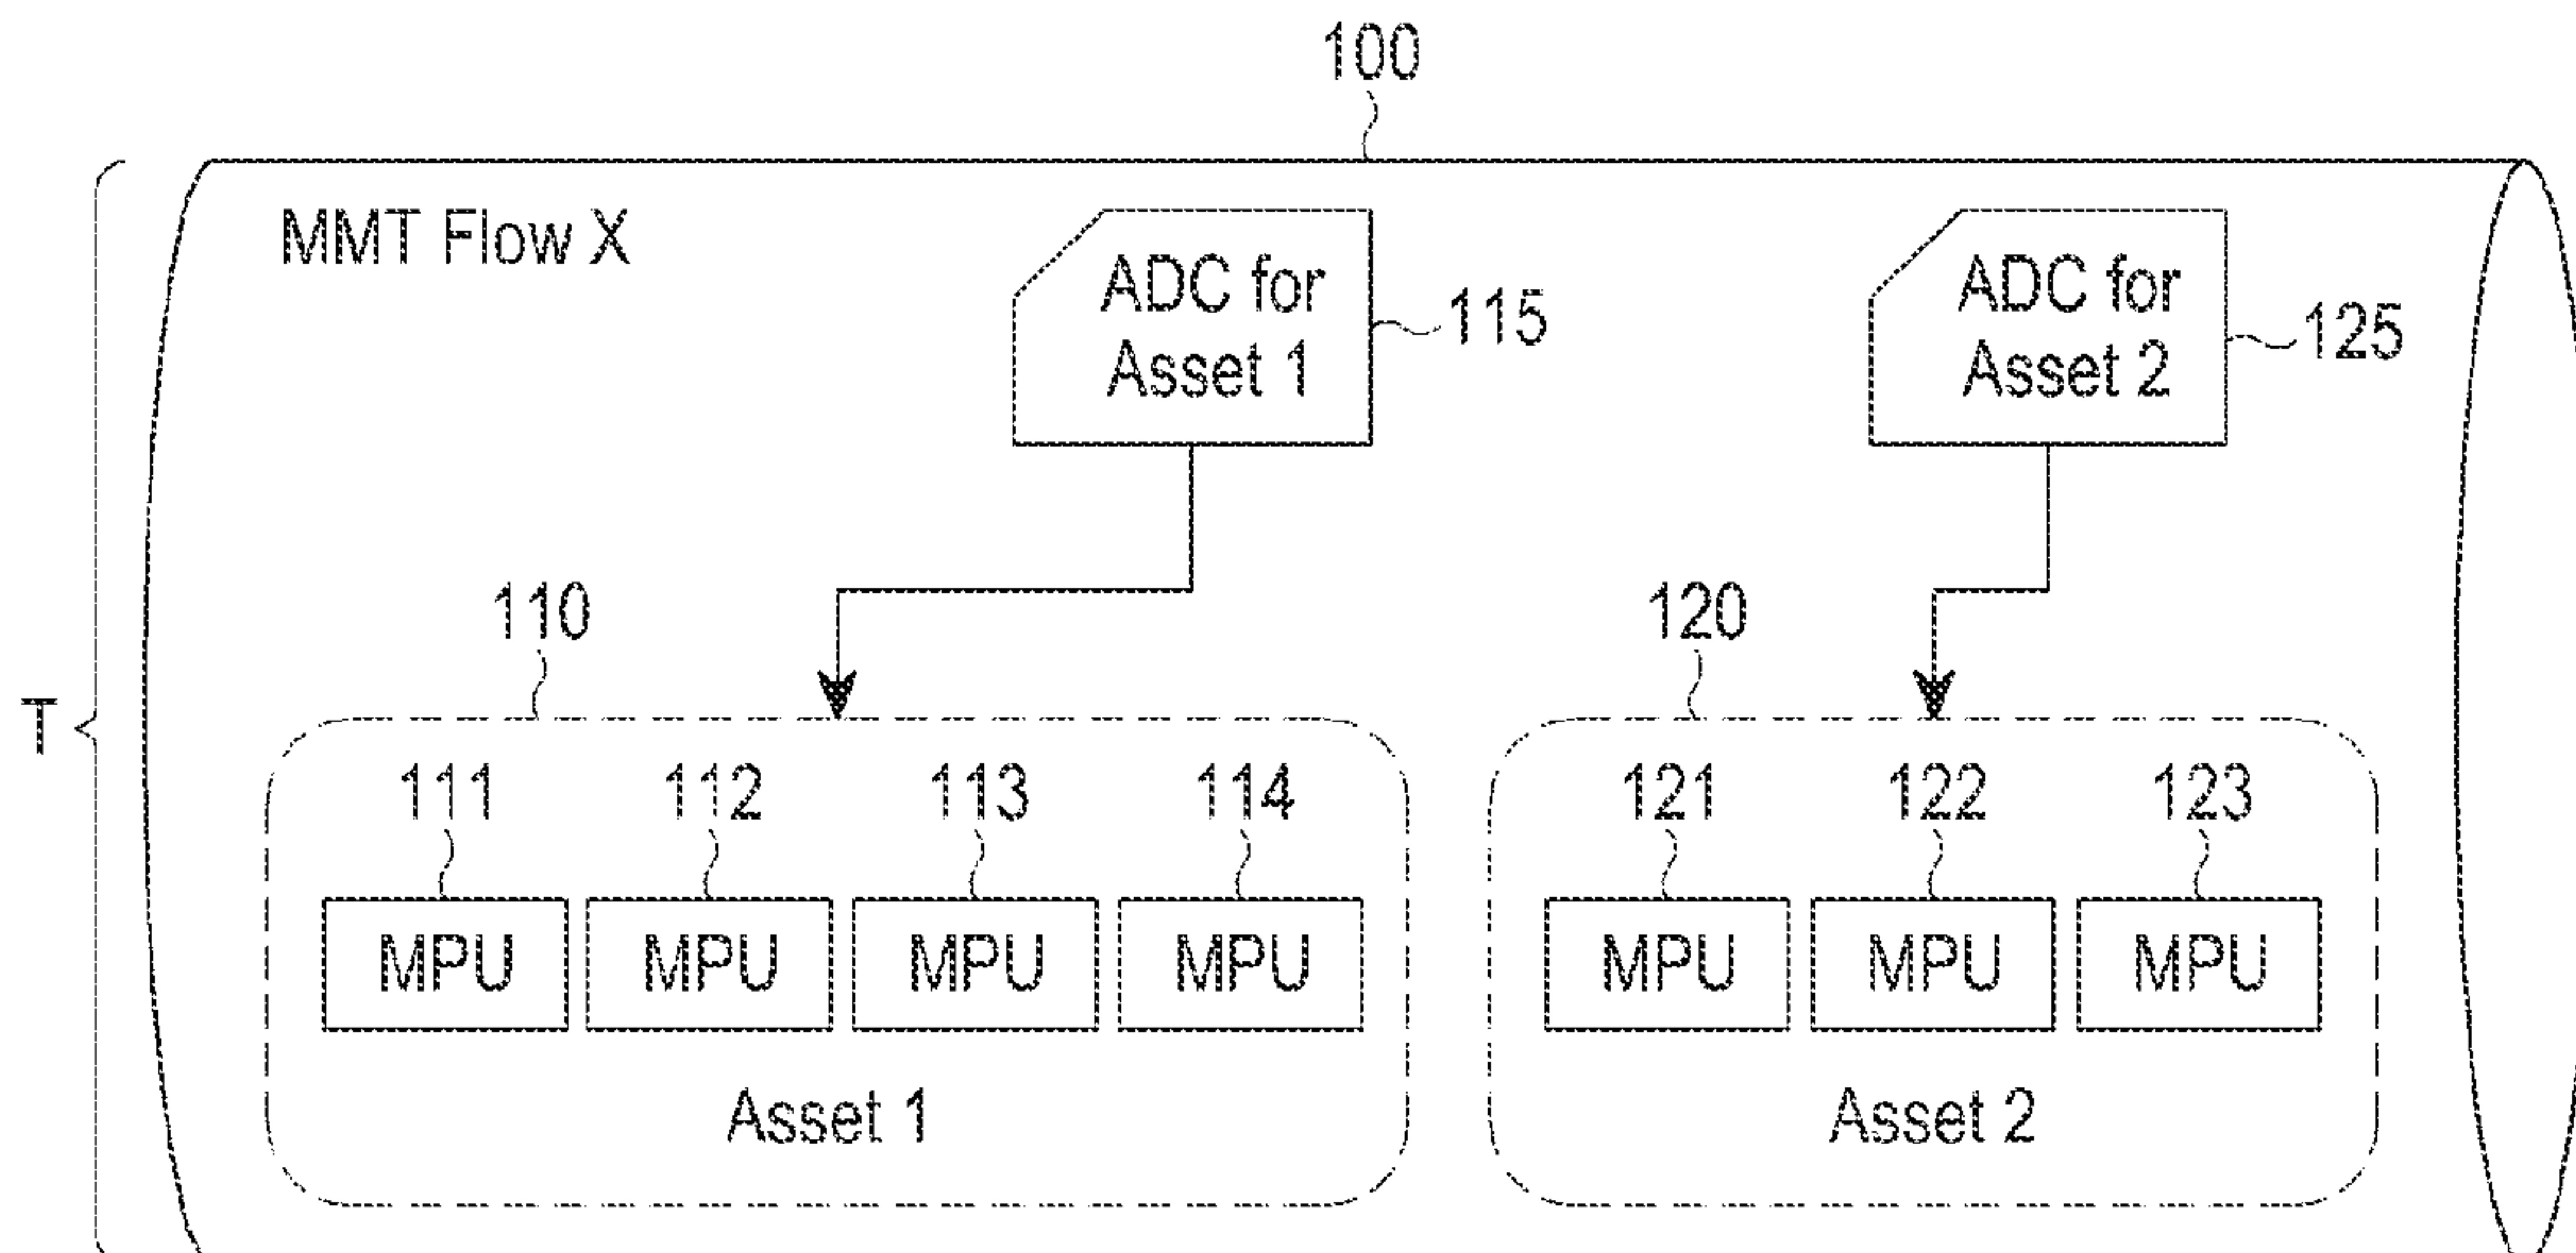 100
MMT Flow X
ADC for
Asset 1
115
ADC for
Asset 2
125
110
120
T
111 112 113 114
121 122 123
MPU MPU MPU MPU
MPU MPU MPU
Asset 1
Asset 2